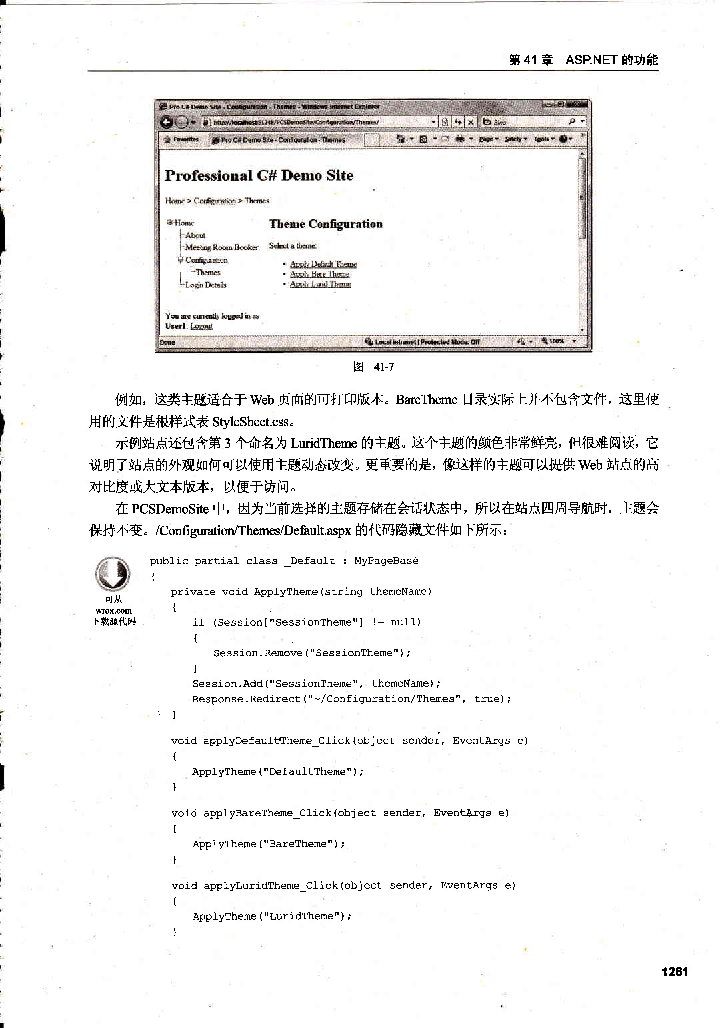 第 41 章 ASP.NET 的功能
Pro C# Demo Site - Configuration - Themes - Windows Internet Explorer
Favorites Pro C# Demo Site - Configuration - Themes
Page Safety Tools
Professional C# Demo Site
Home > Configuration > Themes
Home
About
Meeting Room Booker
Configuration
Themes
Login Details
Theme Configuration
Select a theme:
Apply Default Theme
Apply Bare Theme
Apply Lurid Theme
You are currently logged in as
User1. Logout
Done Local intranet | Protected Mode: Off 100%
图 41-7
例如，这类主题适合于 Web 页面的可打印版本。BareTheme 目录实际上并不包含文件，这里使
用的文件是根样式表 StyleSheet.css。
示例站点还包含第 3 个命名为 LuridTheme 的主题。这个主题的颜色非常鲜亮，但很难阅读，它
说明了站点的外观如何可以使用主题动态改变。更重要的是，像这样的主题可以提供 Web 站点的高
对比度或大文本版本，以便于访问。
在 PCSDemoSite 中，因为当前选择的主题存储在会话状态中，所以在站点四周导航时，主题会
保持不变。/Configuration/Themes/Default.aspx 的代码隐藏文件如下所示：
可从
wrox.com
下载源代码
public partial class _Default : MyPageBase
{
private void ApplyTheme(string themeName)
{
if (Session["SessionTheme"] != null)
{
Session.Remove("SessionTheme");
}
Session.Add("SessionTheme", themeName);
Response.Redirect("~/Configuration/Themes", true);
}
void applyDefaultTheme_Click(object sender, EventArgs e)
{
ApplyTheme("DefaultTheme");
}
void applyBareTheme_Click(object sender, EventArgs e)
{
ApplyTheme("BareTheme");
}
void applyLuridTheme_Click(object sender, EventArgs e)
{
ApplyTheme("LuridTheme");
}
1261